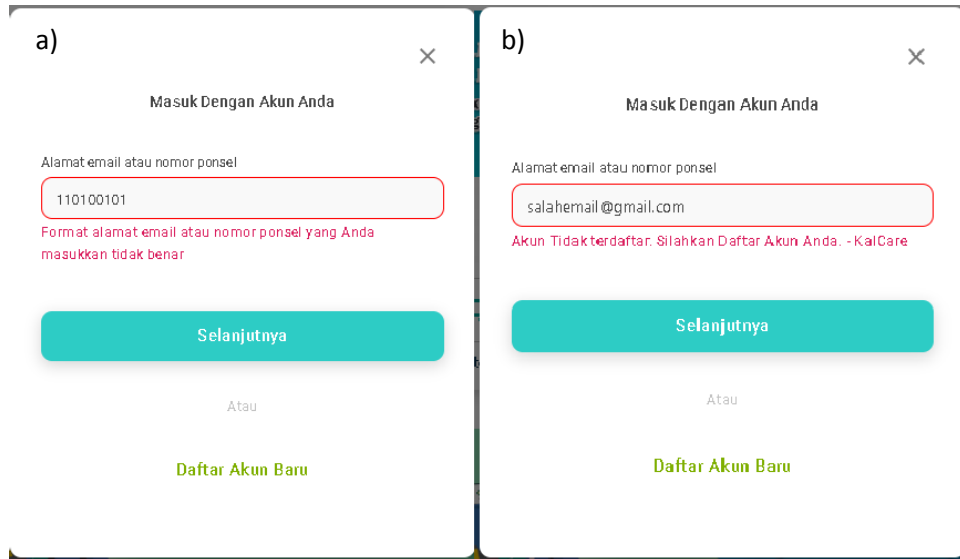 a)
Masuk Dengan Akun Anda
Alamat email atau nomor ponsel
110100101
Format alamat email atau nomor ponsel yang Anda
masukkan tidak benar
Selanjutnya
Atau
Daftar Akun Baru
b)
Masuk Dengan Akun Anda
Alamat email atau nomor ponsel
salahemail@gmail.com
Akun Tidak terdaftar. Silahkan Daftar Akun Anda. - KalCare
Selanjutnya
Atau
Daftar Akun Baru